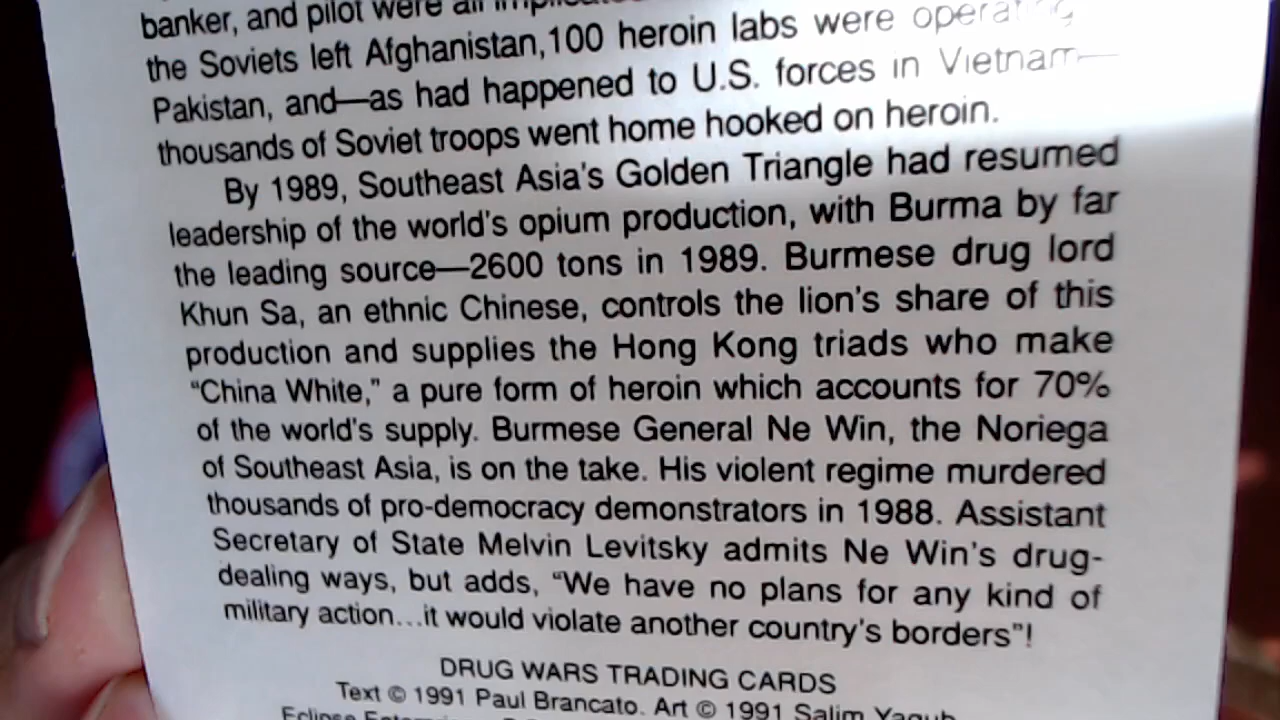 banker, and pilot were all implicated
the Soviets left Afghanistan,100 heroin labs were operating
Pakistan, and—as had happened to U.S. forces in Vietnam—
thousands of Soviet troops went home hooked on heroin.
By 1989, Southeast Asia's Golden Triangle had resumed
leadership of the world's opium production, with Burma by far
the leading source—2600 tons in 1989. Burmese drug lord
Khun Sa, an ethnic Chinese, controls the lion's share of this
production and supplies the Hong Kong triads who make
“China White,” a pure form of heroin which accounts for 70%
of the world's supply. Burmese General Ne Win, the Noriega
of Southeast Asia, is on the take. His violent regime murdered
thousands of pro-democracy demonstrators in 1988. Assistant
Secretary of State Melvin Levitsky admits Ne Win's drug-
dealing ways, but adds, “We have no plans for any kind of
military action...it would violate another country's borders”!
DRUG WARS TRADING CARDS
Text © 1991 Paul Brancato. Art © 1991 Salim Yaqub
Eclipse